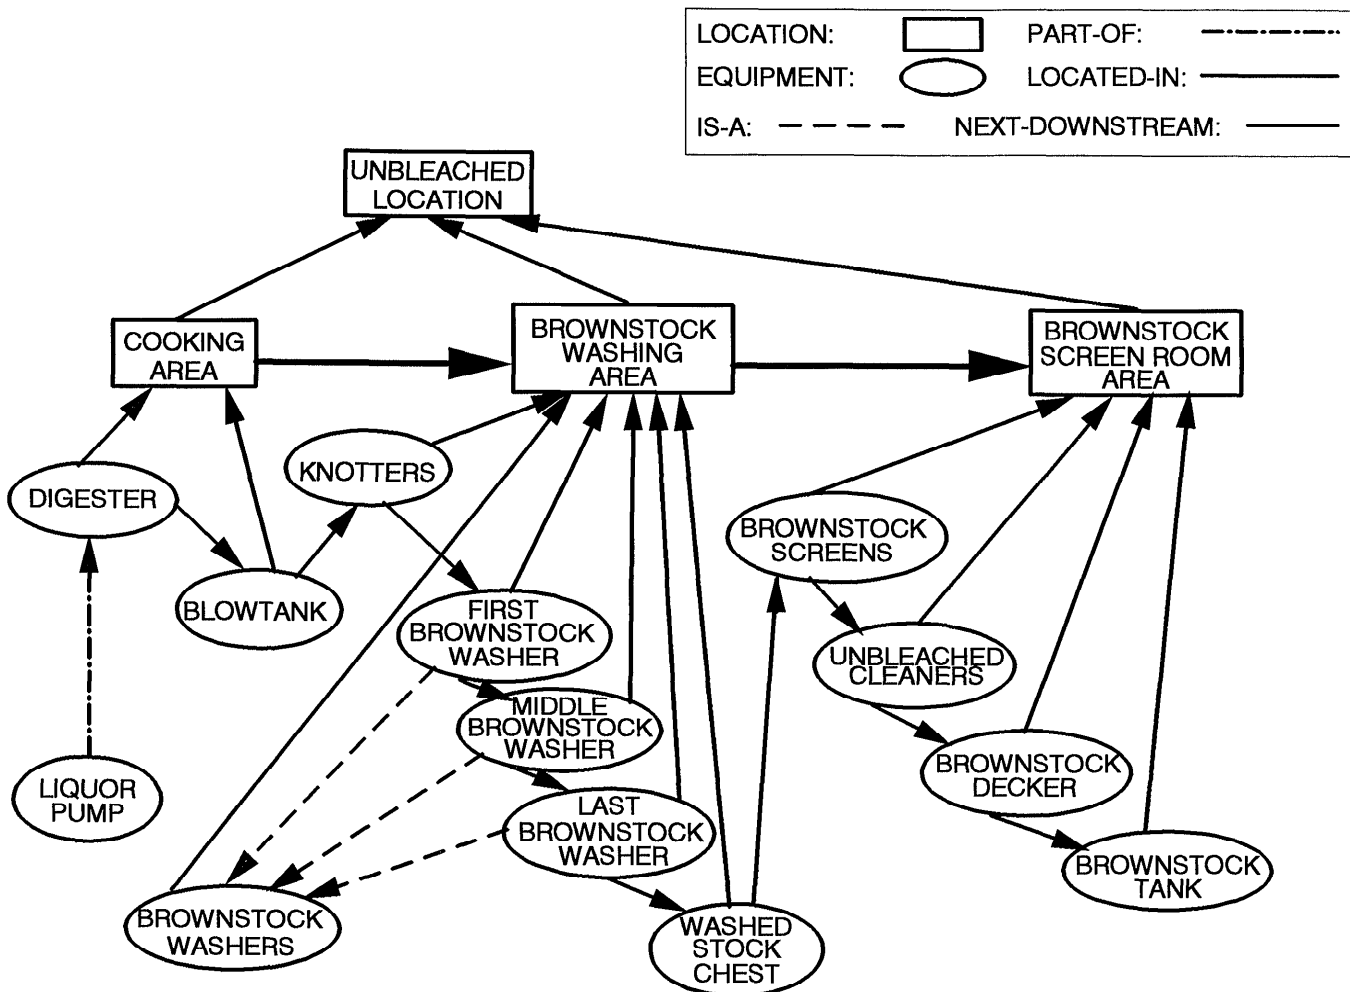 LOCATION:
PART-OF:
EQUIPMENT:
LOCATED-IN:
IS-A:
NEXT-DOWNSTREAM:
UNBLEACHED
LOCATION
COOKING
AREA
BROWNSTOCK
WASHING
AREA
BROWNSTOCK
SCREEN ROOM
AREA
KNOTTERS
DIGESTER
BROWNSTOCK
SCREENS
BLOWTANK
FIRST
BROWNSTOCK
WASHER
UNBLEACHED
CLEANERS
MIDDLE
BROWNSTOCK
WASHER
BROWNSTOCK
DECKER
LIQUOR
PUMP
LAST
BROWNSTOCK
WASHER
BROWNSTOCK
TANK
BROWNSTOCK
WASHERS
WASHED
STOCK
CHEST